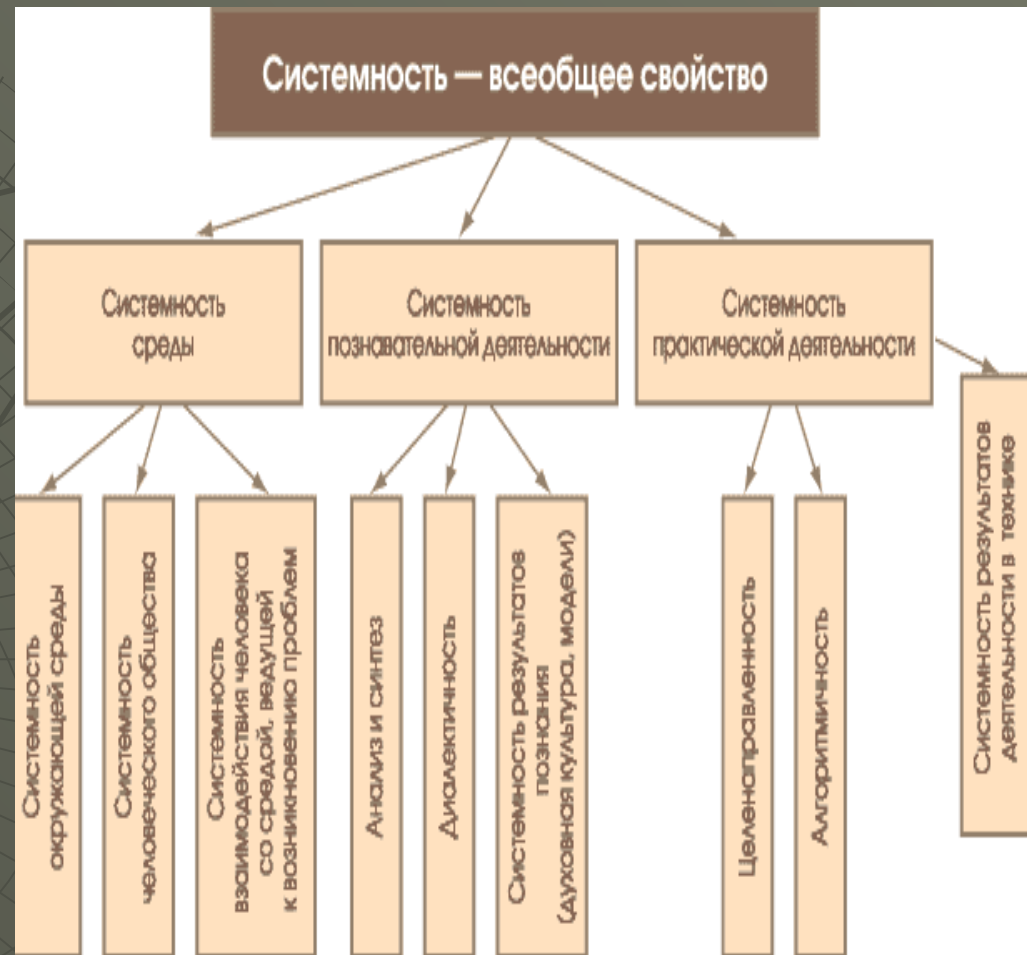 Системность — всеобщее свойство
Системность
среды
Системность
познавательной деятельности
Системность
практической деятельности
Системность
окружающей среды
Системность
человеческого общества
Системность
взаимодействия человека
со средой, ведущей
к возникновению проблем
Анализ и синтез
Диалектичность
Системность результатов
познания
(духовная культура, модели)
Целенаправленность
Алгоритмичность
Системность результатов
деятельности в технике